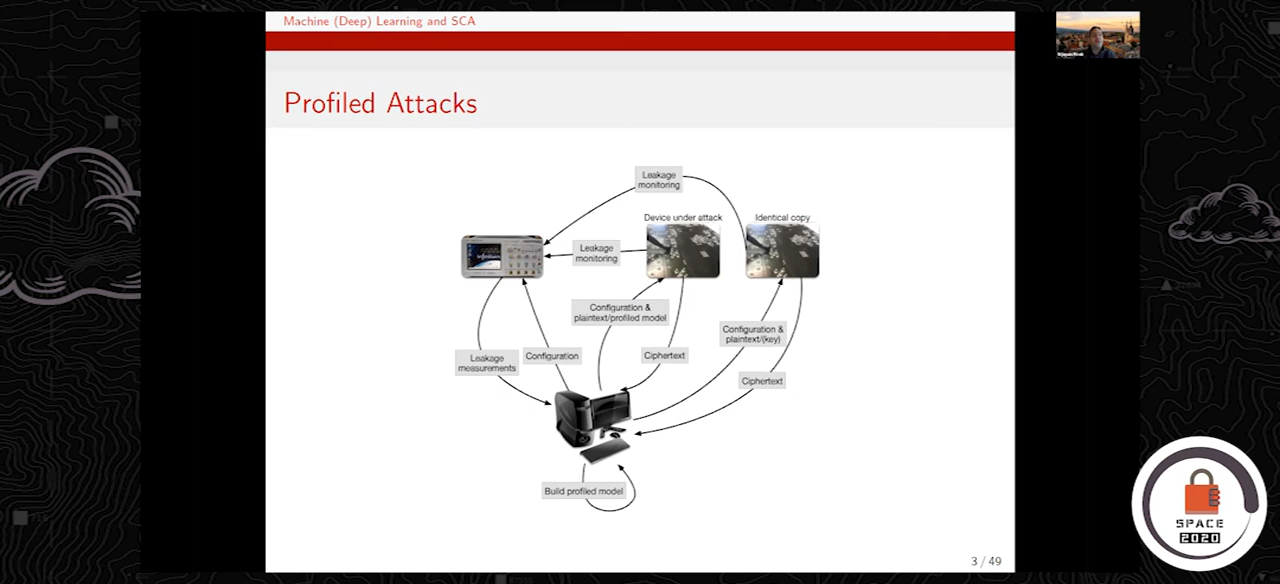 Machine (Deep) Learning and SCA
Profiled Attacks
Leakage
monitoring
Device under attack
Identical copy
Leakage
monitoring
Configuration &
plaintext/profiled model
Configuration &
plaintext/(key)
Leakage
measurements
Configuration
Ciphertext
Ciphertext
Build profiled model
3 / 49
SPACE
2020